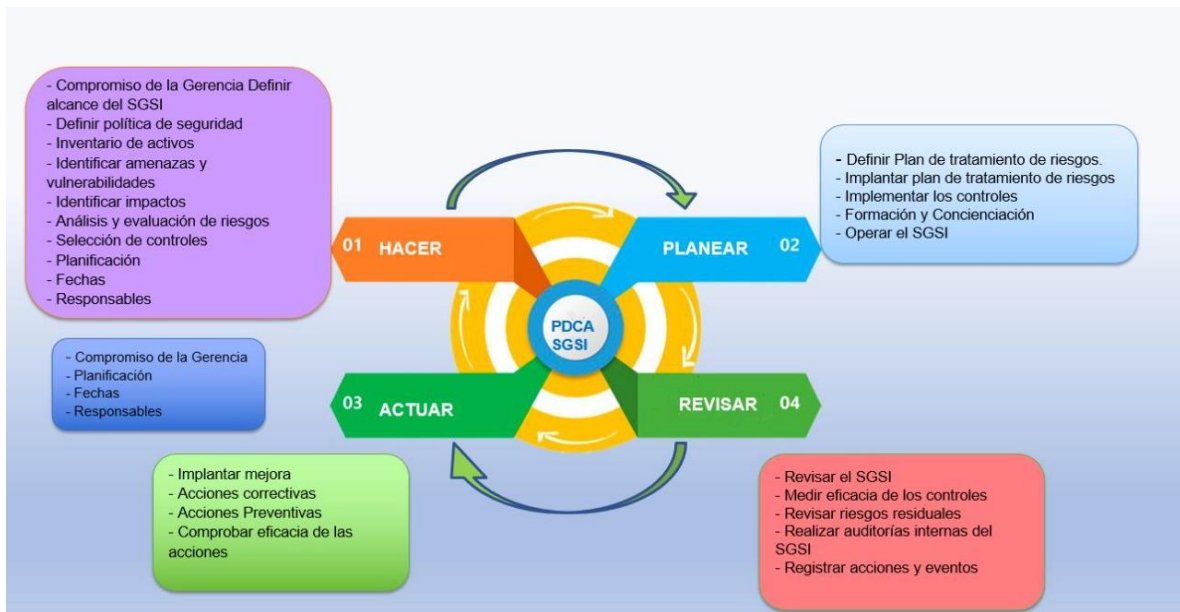 - Compromiso de la Gerencia Definir
alcance del SGSI
- Definir política de seguridad
- Inventario de activos
- Identificar amenazas y
vulnerabilidades
- Identificar impactos
- Análisis y evaluación de riesgos
- Selección de controles
- Planificación
- Fechas
- Responsables
- Definir Plan de tratamiento de riesgos.
- Implantar plan de tratamiento de riesgos
- Implementar los controles
- Formación y Concienciación
- Operar el SGSI
01 HACER
PLANEAR 02
PDCA
SGSI
- Compromiso de la Gerencia
- Planificación
- Fechas
- Responsables
03 ACTUAR
REVISAR 04
- Implantar mejora
- Acciones correctivas
- Acciones Preventivas
- Comprobar eficacia de las
acciones
- Revisar el SGSI
- Medir eficacia de los controles
- Revisar riesgos residuales
- Realizar auditorías internas del
SGSI
- Registrar acciones y eventos